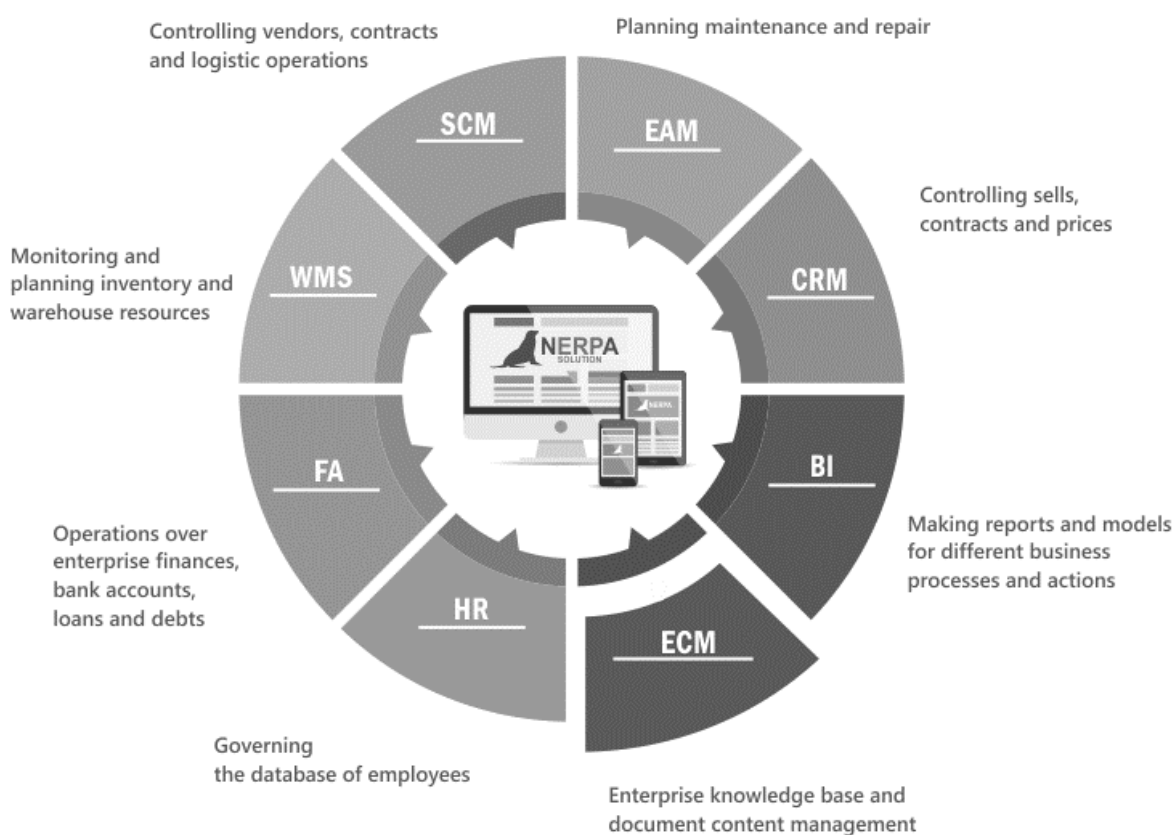 Controlling vendors, contracts
and logistic operations
Planning maintenance and repair
SCM
EAM
Controlling sells,
contracts and prices
Monitoring and
planning inventory and
warehouse resources
WMS
CRM
NERPA
SOLUTION
NERPA
FA
BI
Operations over
enterprise finances,
bank accounts,
loans and debts
Making reports and models
for different business
processes and actions
HR
ECM
Governing
the database of employees
Enterprise knowledge base and
document content management